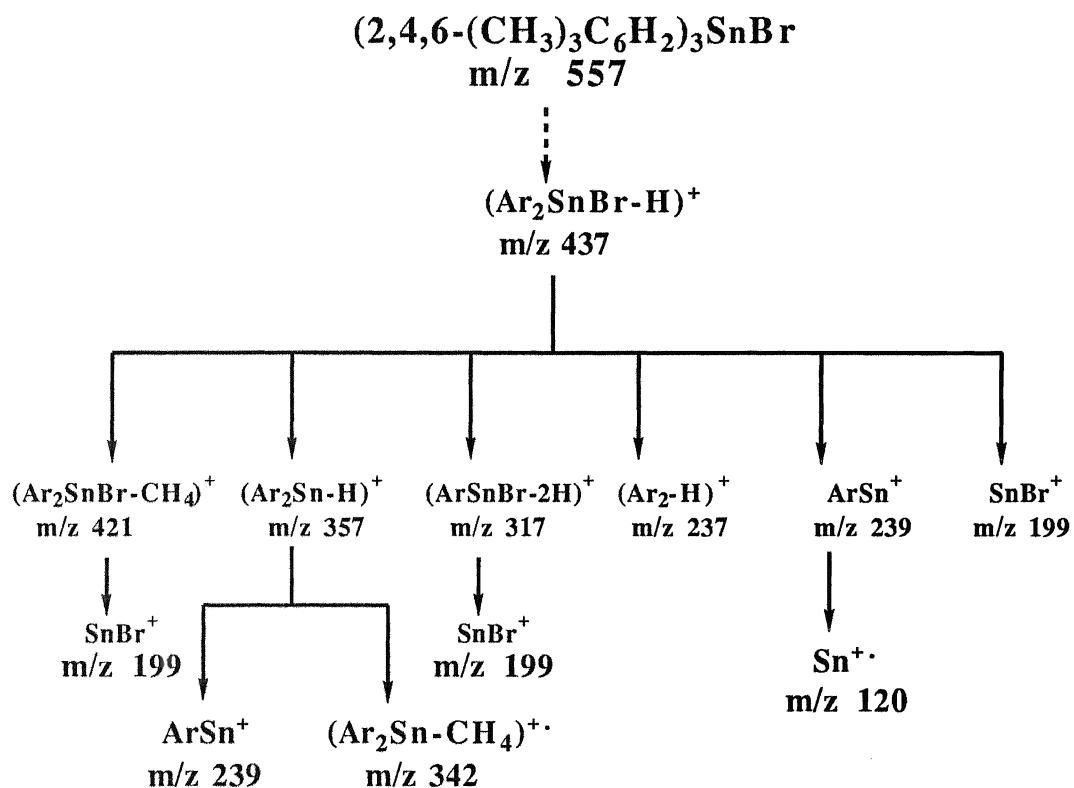 (2,4,6-(CH₃)₃C₆H₂)₃SnBr
m/z 557
(Ar₂SnBr-H)⁺
m/z 437
(Ar₂SnBr-CH₄)⁺
m/z 421
(Ar₂Sn-H)⁺
m/z 357
(ArSnBr-2H)⁺
m/z 317
(Ar₂-H)⁺
m/z 237
ArSn⁺
m/z 239
SnBr⁺
m/z 199
SnBr⁺
m/z 199
SnBr⁺
m/z 199
Sn⁺·
m/z 120
ArSn⁺
m/z 239
(Ar₂Sn-CH₄)⁺·
m/z 342